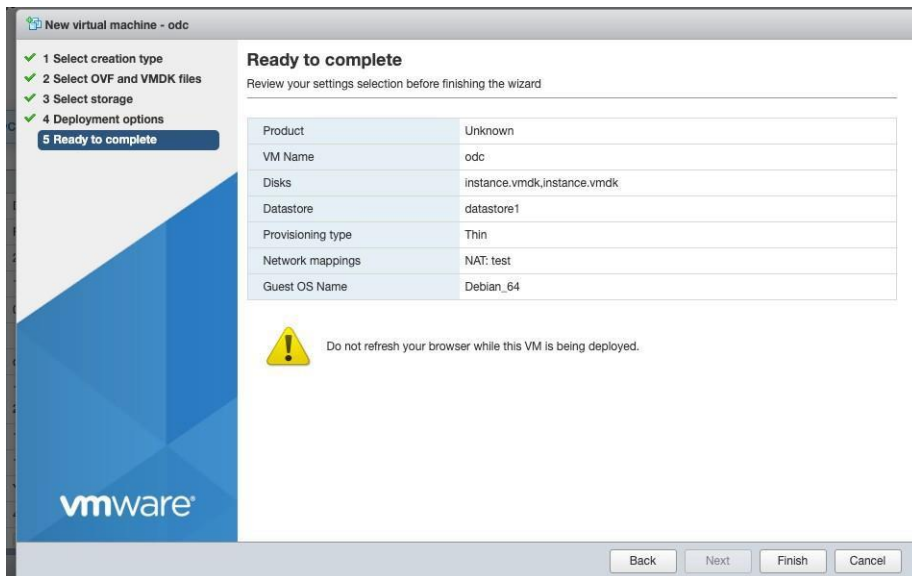 New virtual machine - odc
1 Select creation type
2 Select OVF and VMDK files
3 Select storage
4 Deployment options
5 Ready to complete
Ready to complete
Review your settings selection before finishing the wizard
Product Unknown
VM Name odc
Disks instance.vmdk,instance.vmdk
Datastore datastore1
Provisioning type Thin
Network mappings NAT: test
Guest OS Name Debian_64
Do not refresh your browser while this VM is being deployed.
vmware®
Back Next Finish Cancel